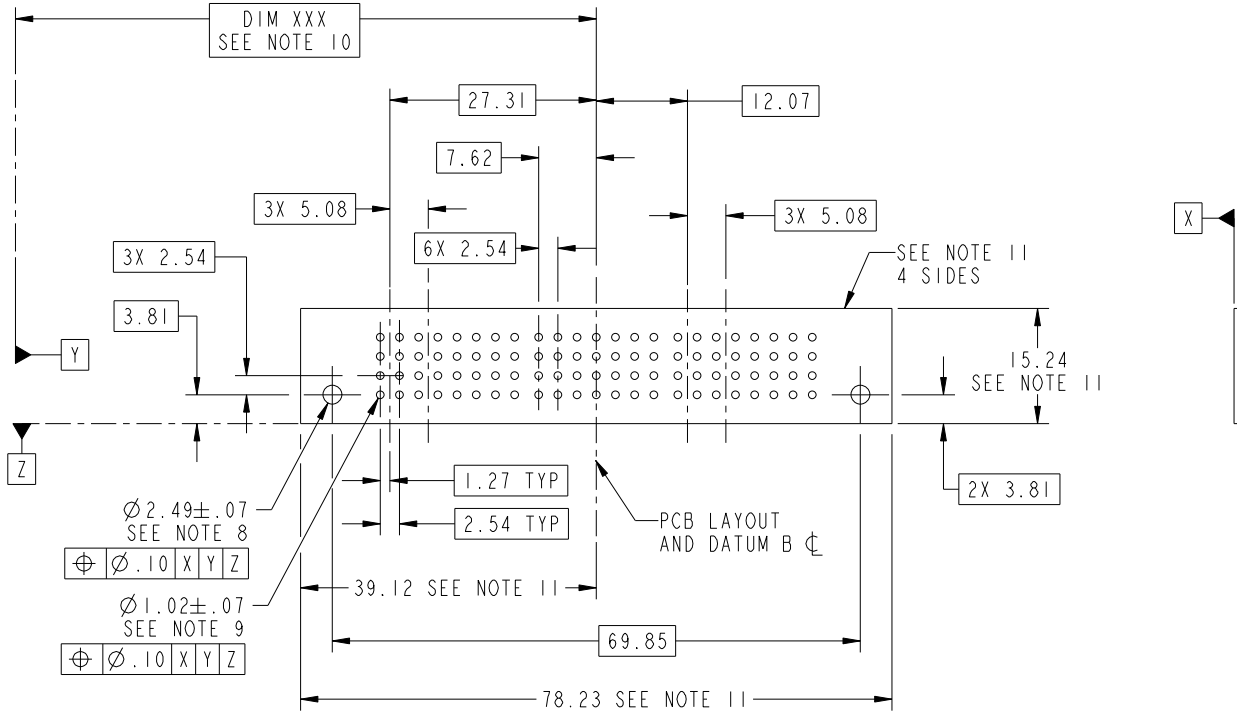 DIM XXX
SEE NOTE 10
27.31
12.07
7.62
3X 5.08
3X 5.08
X
6X 2.54
3X 2.54
SEE NOTE 11
4 SIDES
3.81
Y
15.24
SEE NOTE 11
Z
1.27 TYP
2X 3.81
Ø2.49±.07
SEE NOTE 8
2.54 TYP
PCB LAYOUT
AND DATUM B ℄
⌖ Ø.10 X Y Z
39.12 SEE NOTE 11
Ø1.02±.07
SEE NOTE 9
69.85
⌖ Ø.10 X Y Z
78.23 SEE NOTE 11